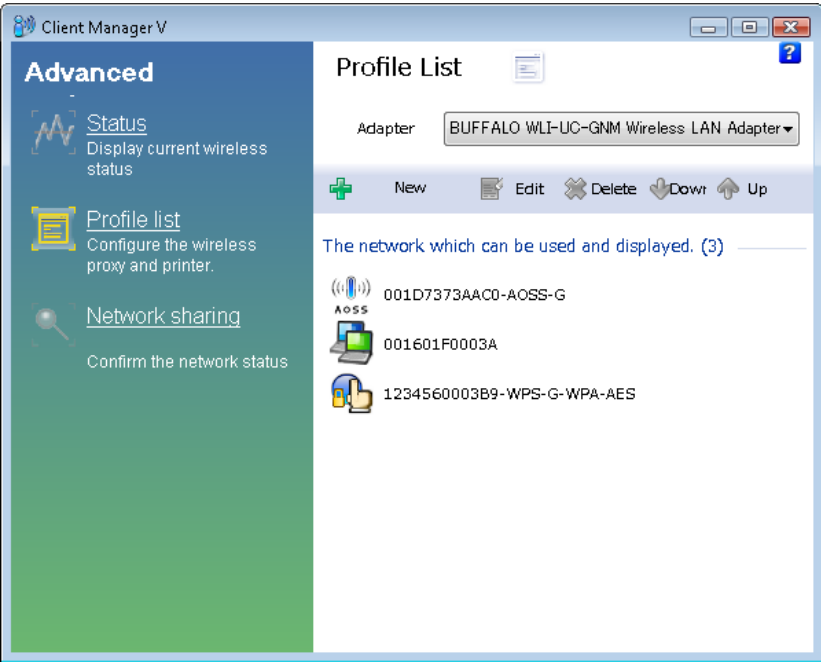 Client Manager V
?
Advanced
Status
Display current wireless
status
Profile list
Configure the wireless
proxy and printer.
Network sharing
Confirm the network status
Profile List
Adapter BUFFALO WLI-UC-GNM Wireless LAN Adapter
New Edit Delete Down Up
The network which can be used and displayed. (3)
AOSS 001D7373AAC0-AOSS-G
001601F0003A
1234560003B9-WPS-G-WPA-AES